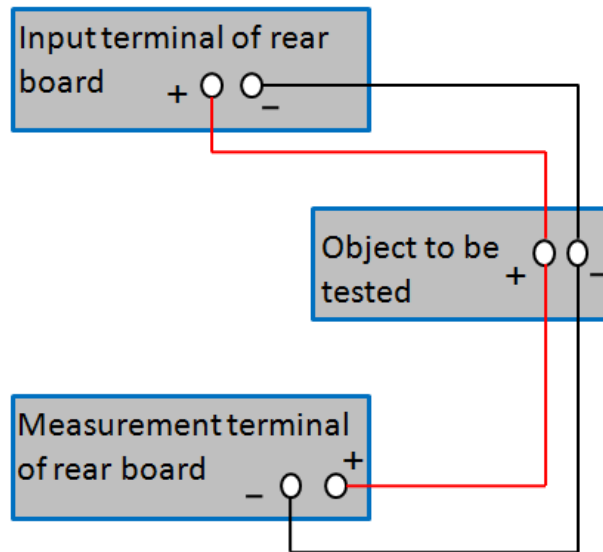 Input terminal of rear
board
+
−
Object to be
tested
+
−
Measurement terminal
of rear board
−
+